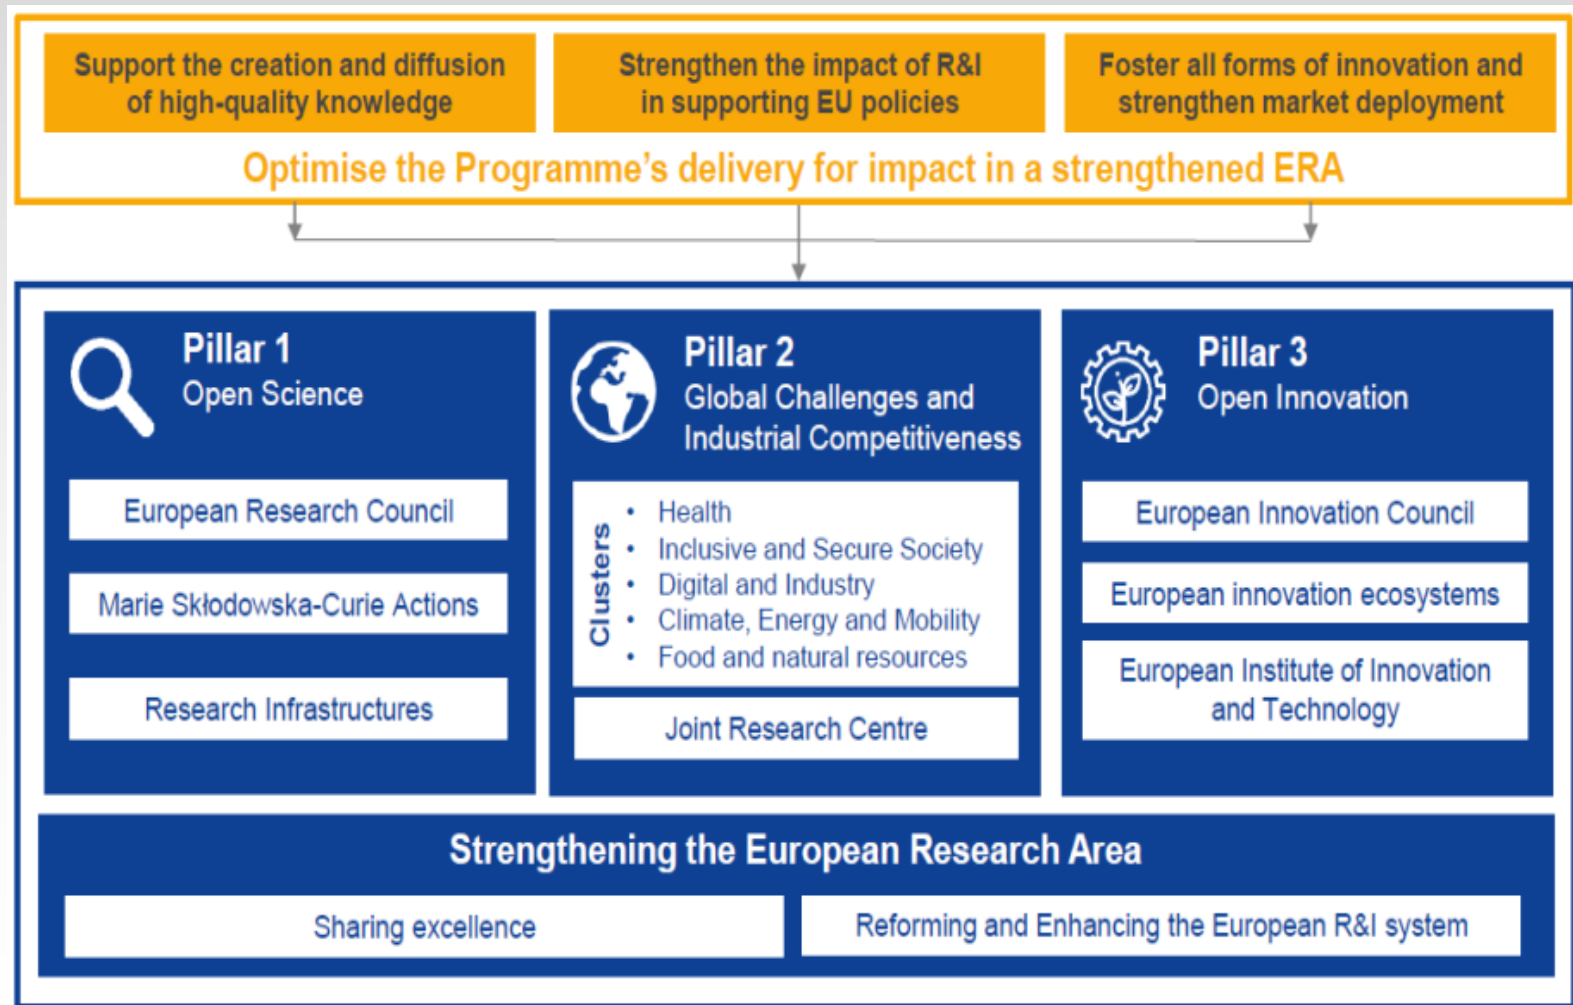 Support the creation and diffusion
of high-quality knowledge
Strengthen the impact of R&I
in supporting EU policies
Foster all forms of innovation and
strengthen market deployment
Optimise the Programme's delivery for impact in a strengthened ERA
Pillar 1
Open Science
European Research Council
Marie Skłodowska-Curie Actions
Research Infrastructures
Pillar 2
Global Challenges and
Industrial Competitiveness
Clusters
• Health
• Inclusive and Secure Society
• Digital and Industry
• Climate, Energy and Mobility
• Food and natural resources
Joint Research Centre
Pillar 3
Open Innovation
European Innovation Council
European innovation ecosystems
European Institute of Innovation
and Technology
Strengthening the European Research Area
Sharing excellence
Reforming and Enhancing the European R&I system